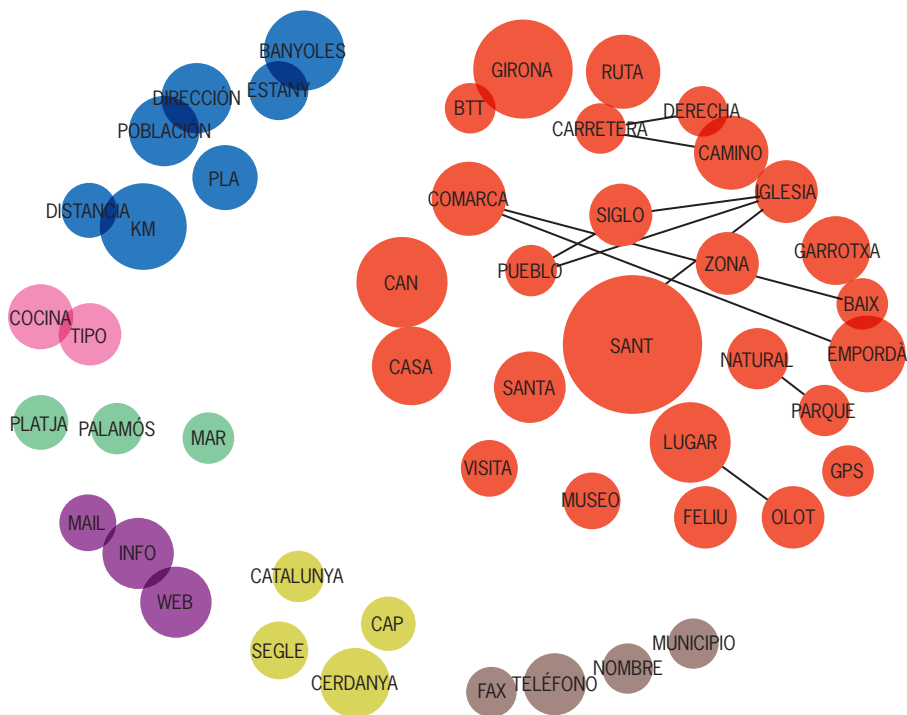 BANYOLES
ESTANY
DIRECCIÓN
POBLACIÓN
PLA
DISTANCIA
KM
COCINA
TIPO
PLATJA
PALAMÓS
MAR
MAIL
INFO
WEB
CATALUNYA
CAP
SEGLE
CERDANYA
GIRONA
RUTA
BTT
DERECHA
CARRETERA
CAMINO
COMARCA
IGLESIA
SIGLO
GARROTXA
PUEBLO
ZONA
CAN
BAIX
SANT
EMPORDÀ
NATURAL
CASA
SANTA
PARQUE
LUGAR
VISITA
GPS
MUSEO
FELIU
OLOT
MUNICIPIO
NOMBRE
TELÉFONO
FAX